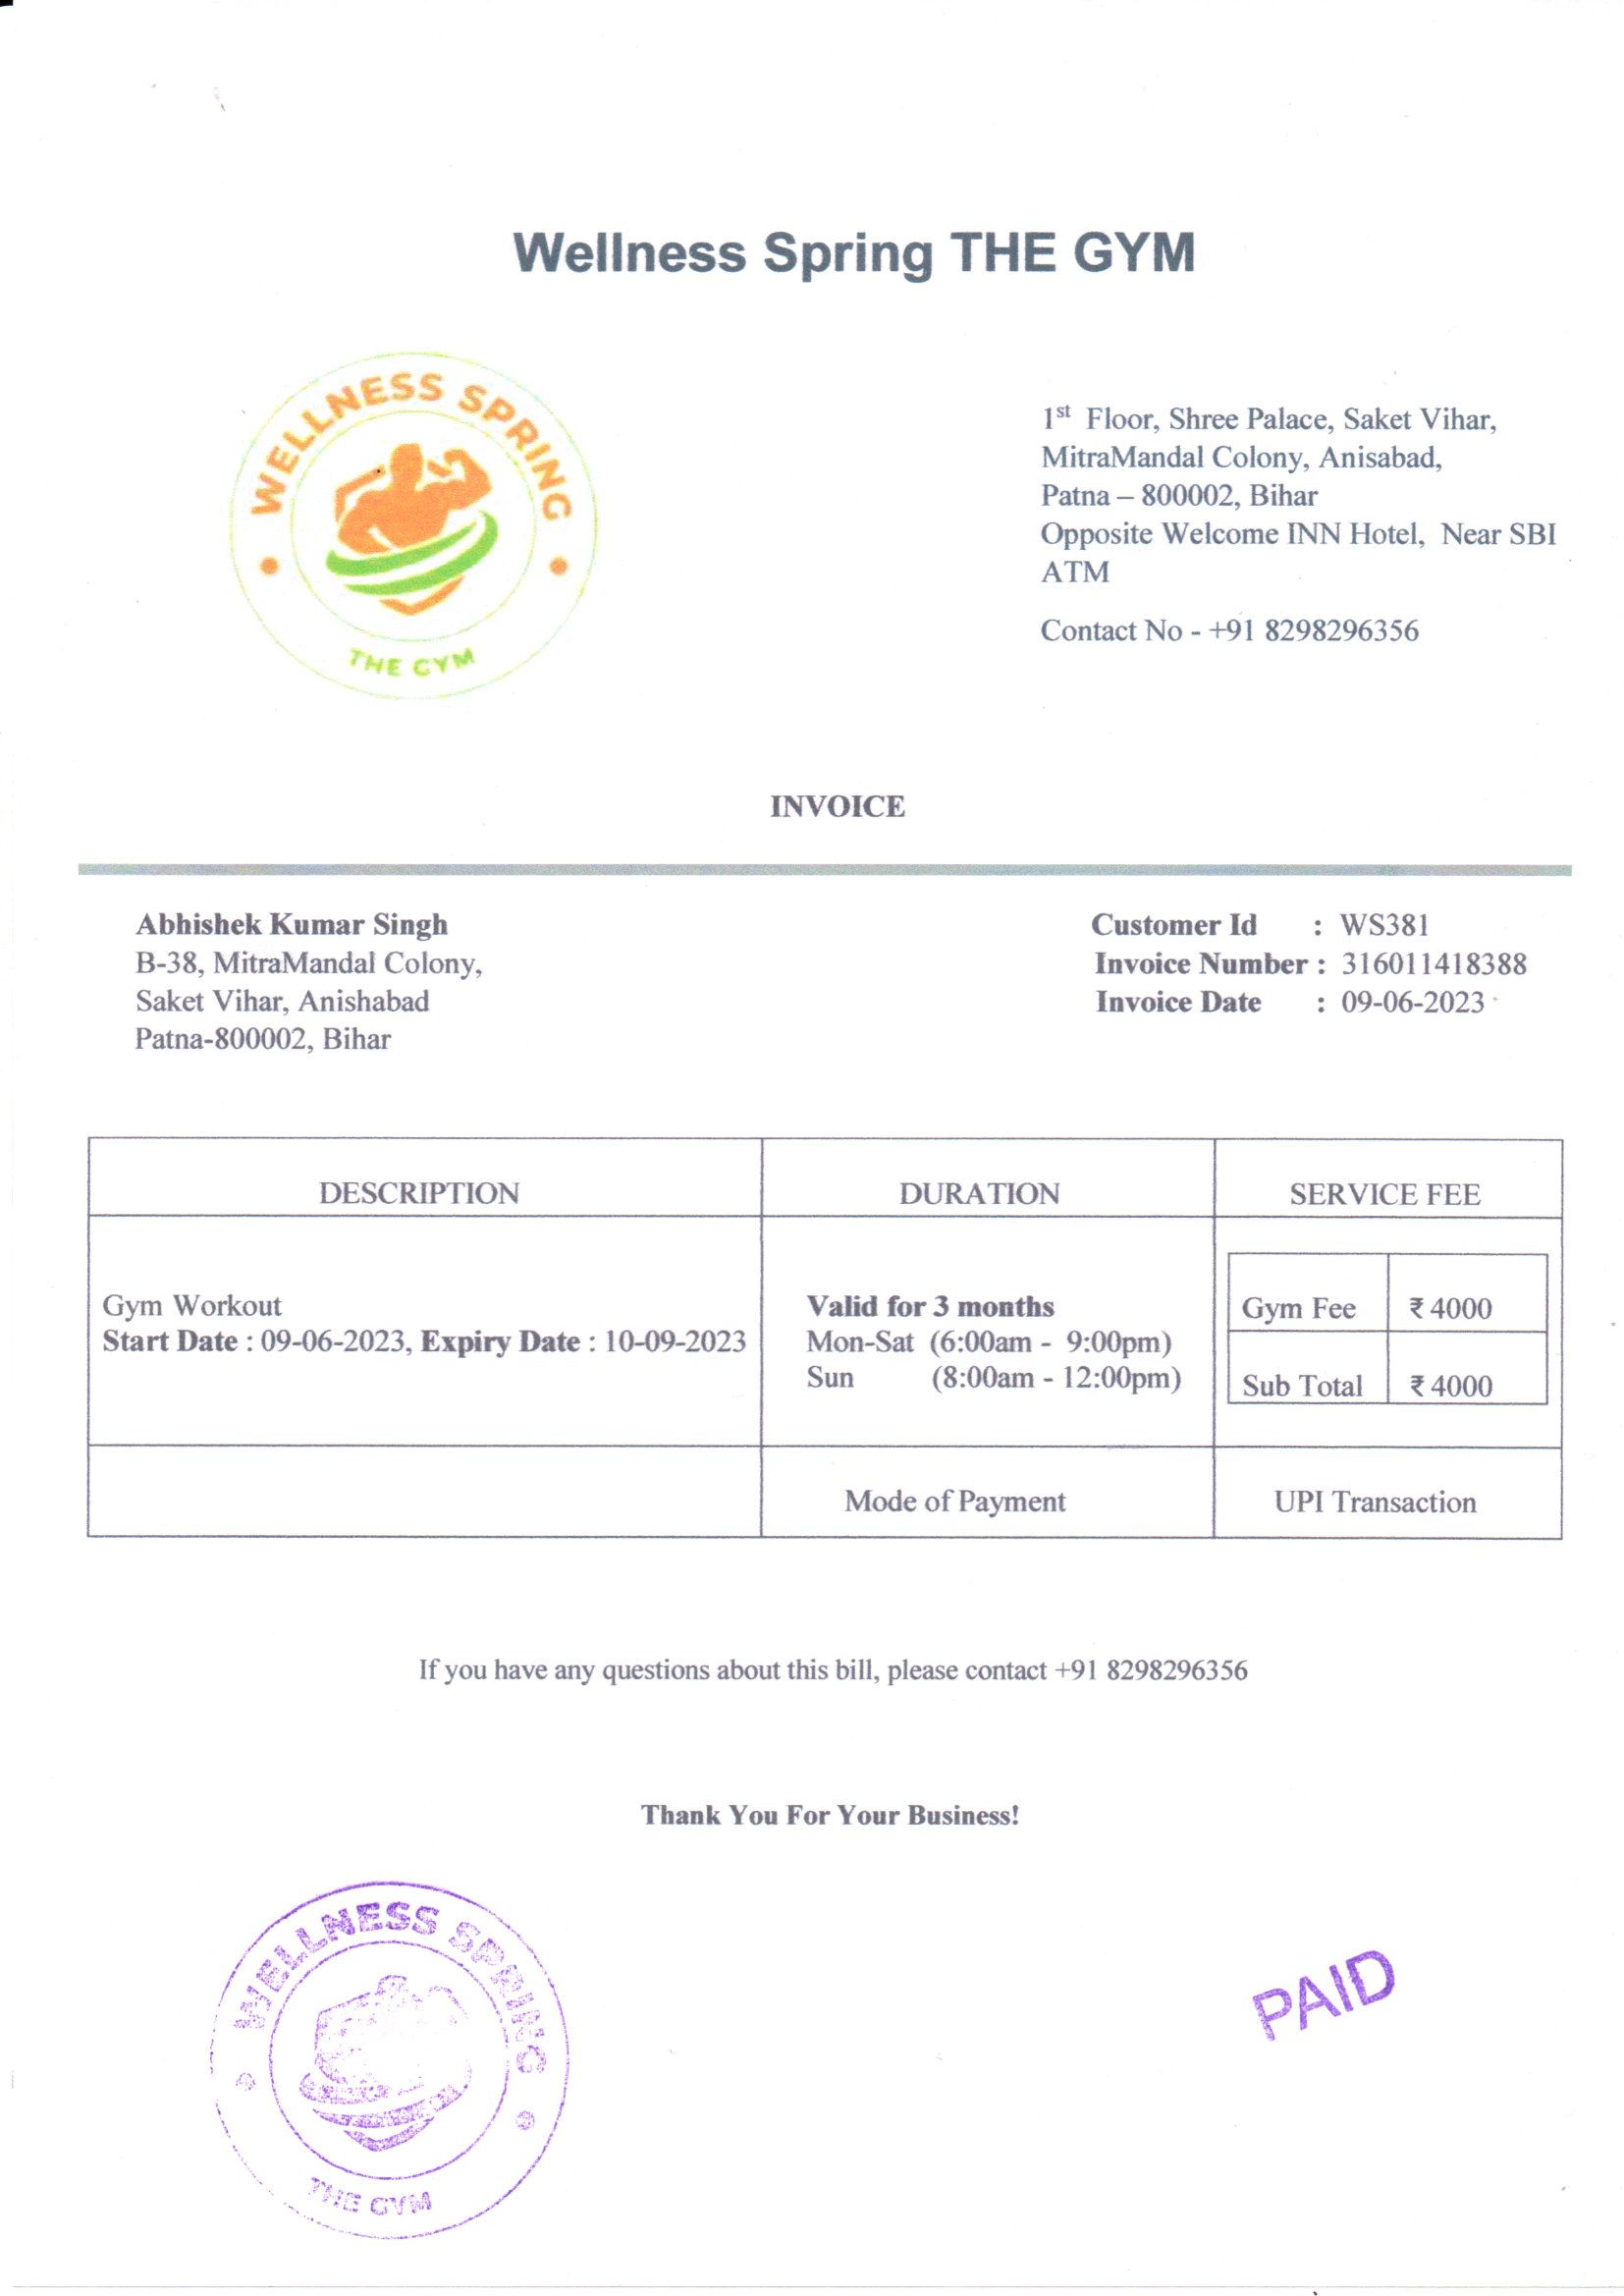 Wellness Spring THE GYM
WELLNESS SPRING
THE GYM
1st Floor, Shree Palace, Saket Vihar,
MitraMandal Colony, Anisabad,
Patna – 800002, Bihar
Opposite Welcome INN Hotel, Near SBI
ATM
Contact No - +91 8298296356
INVOICE
Abhishek Kumar Singh
B-38, MitraMandal Colony,
Saket Vihar, Anishabad
Patna-800002, Bihar
Customer Id : WS381
Invoice Number : 316011418388
Invoice Date : 09-06-2023
DESCRIPTION DURATION SERVICE FEE
Gym Workout
Start Date : 09-06-2023, Expiry Date : 10-09-2023
Valid for 3 months
Mon-Sat (6:00am - 9:00pm)
Sun (8:00am - 12:00pm)
Gym Fee ₹ 4000
Sub Total ₹ 4000
Mode of Payment UPI Transaction
If you have any questions about this bill, please contact +91 8298296356
Thank You For Your Business!
WELLNESS SPRING
THE GYM
PAID